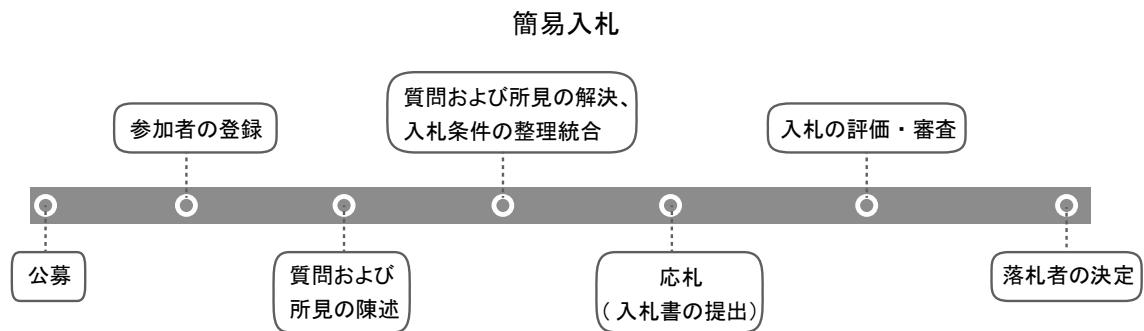 簡易入札
公募
参加者の登録
質問および
所見の陳述
質問および所見の解決、
入札条件の整理統合
応札
(入札書の提出)
入札の評価・審査
落札者の決定